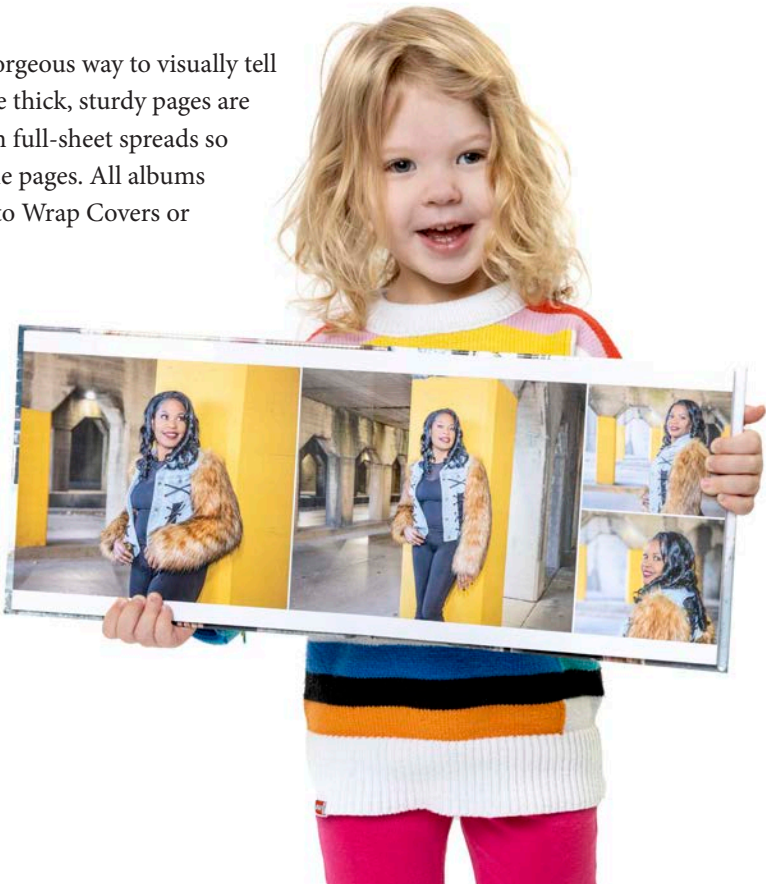 orgeous way to visually tell
e thick, sturdy pages are
n full-sheet spreads so
e pages. All albums
to Wrap Covers or